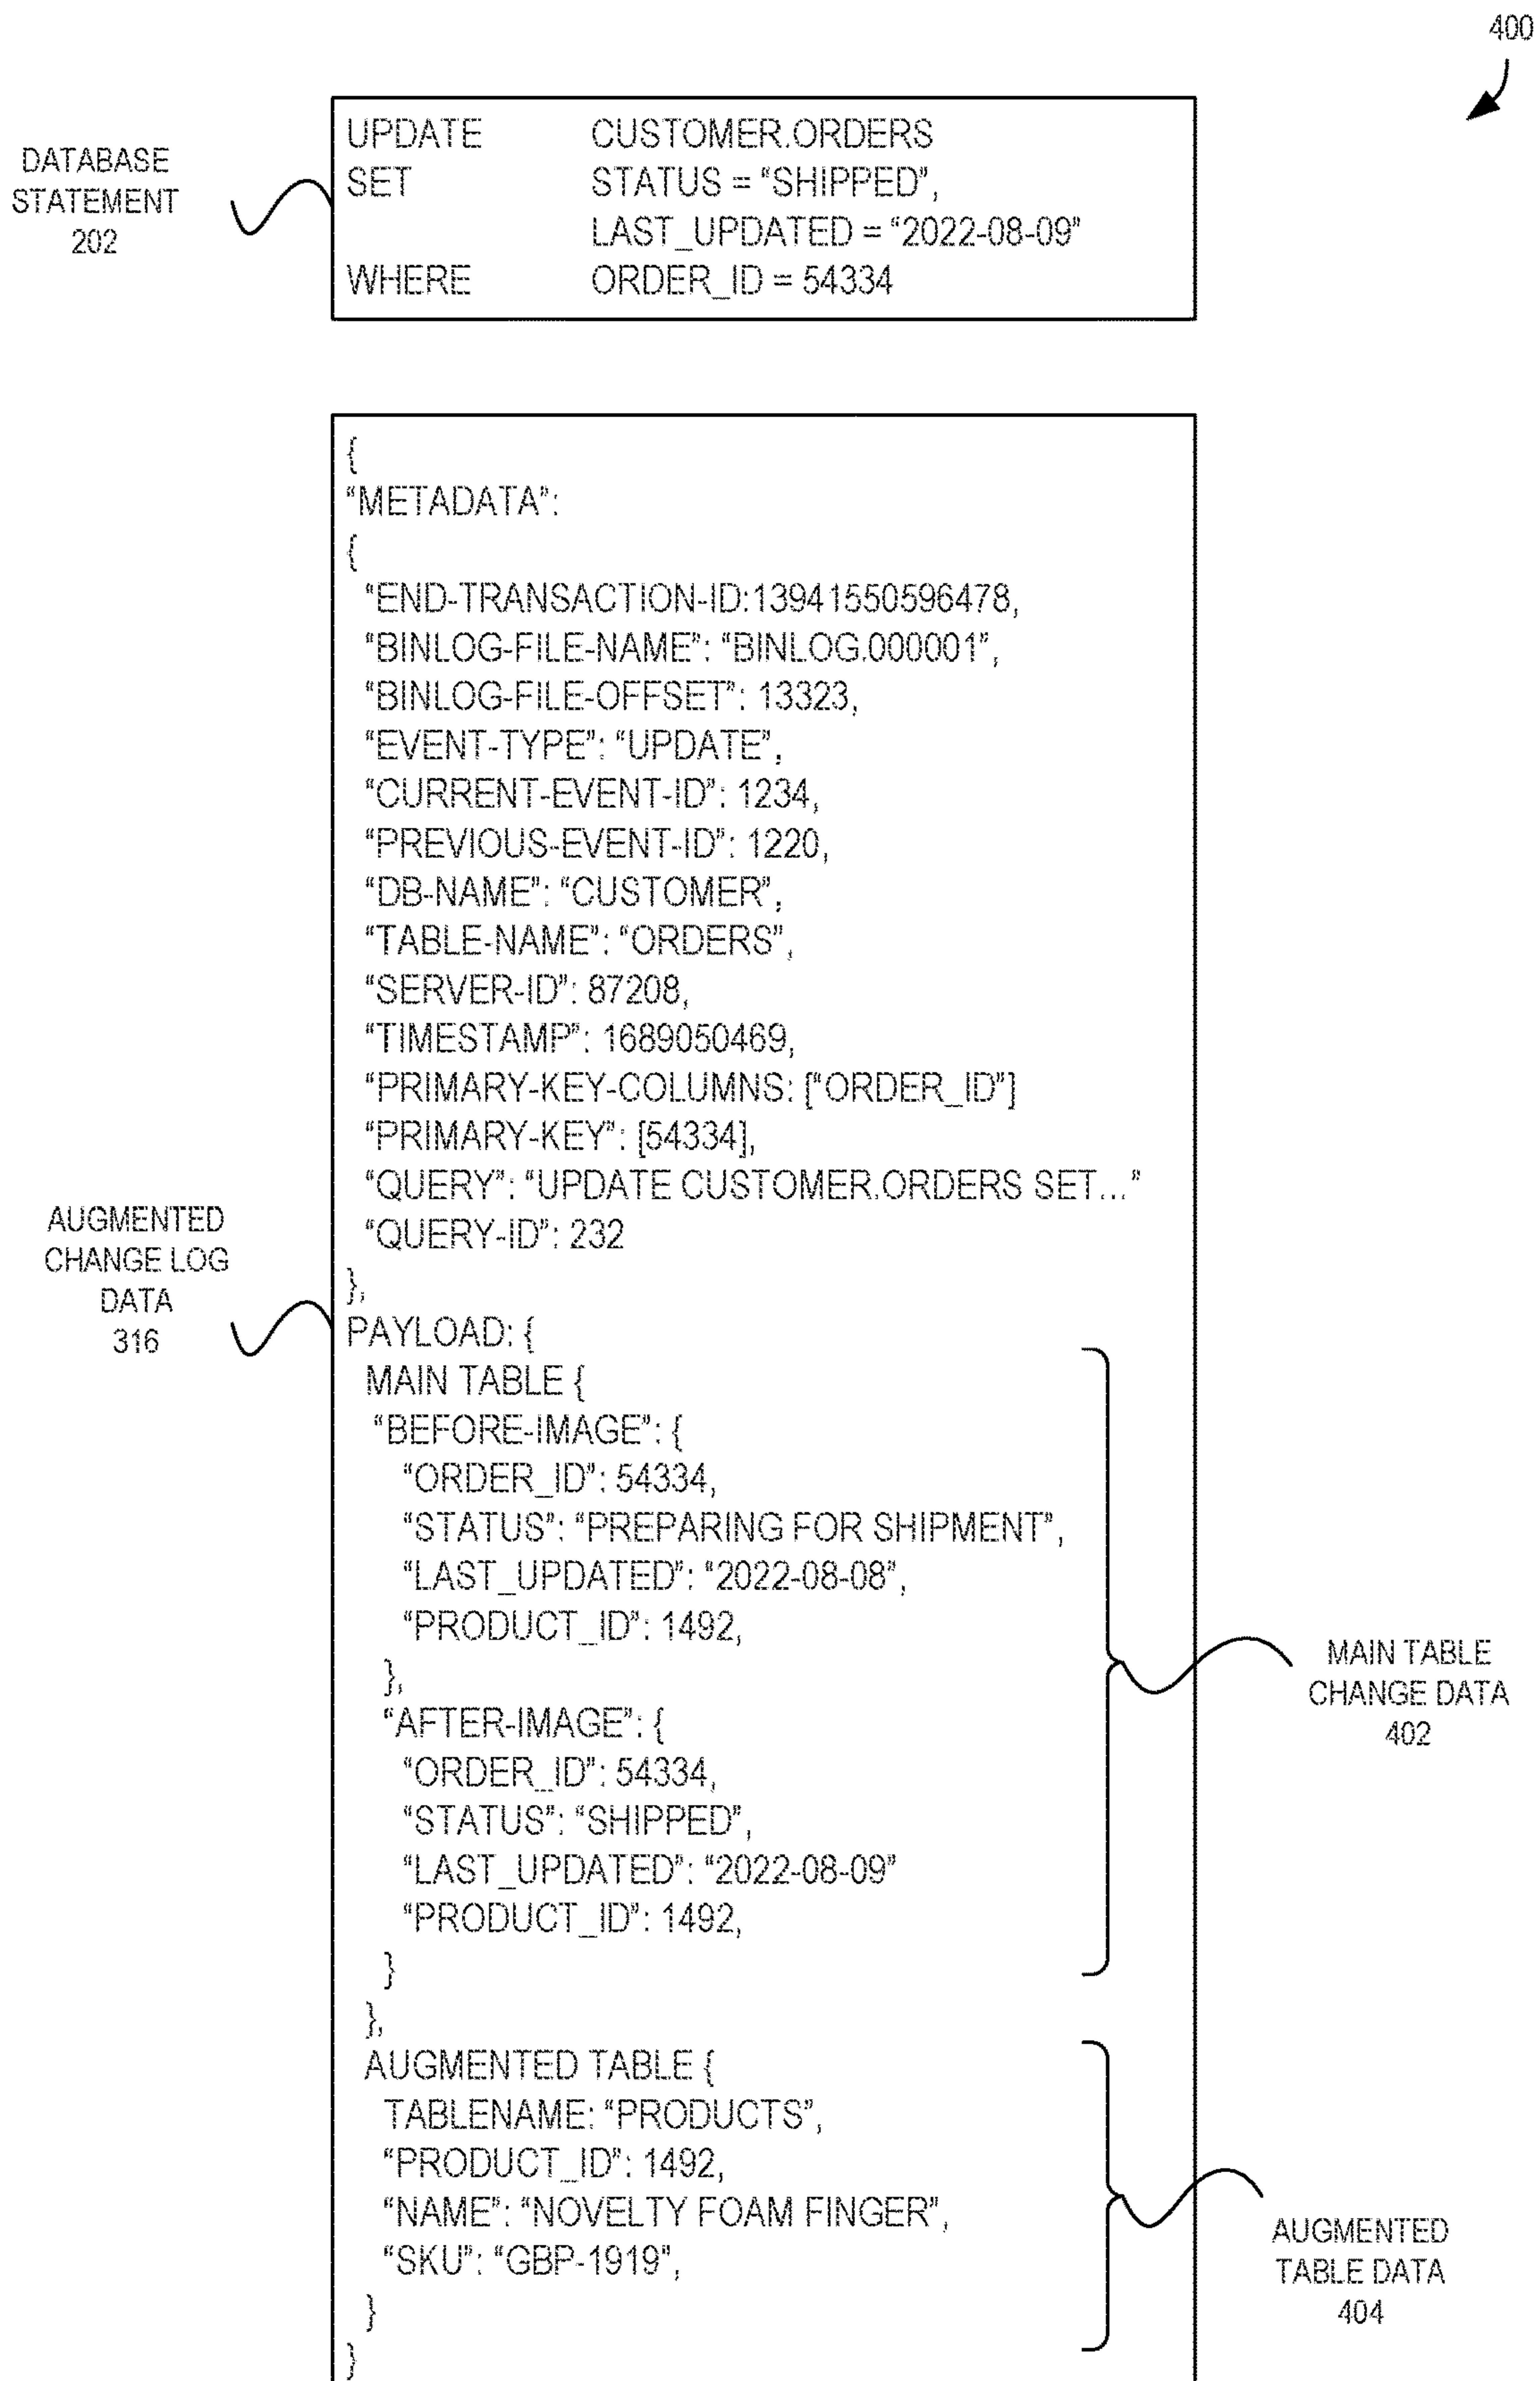 400
DATABASE
STATEMENT
202
UPDATE CUSTOMER.ORDERS
SET STATUS = “SHIPPED”,
LAST_UPDATED = “2022-08-09”
WHERE ORDER_ID = 54334
{
“METADATA”:
{
“END-TRANSACTION-ID:13941550596478,
“BINLOG-FILE-NAME”: “BINLOG.000001”,
“BINLOG-FILE-OFFSET”: 13323,
“EVENT-TYPE”: “UPDATE”,
“CURRENT-EVENT-ID”: 1234,
“PREVIOUS-EVENT-ID”: 1220,
“DB-NAME”: “CUSTOMER”,
“TABLE-NAME”: “ORDERS”,
“SERVER-ID”: 87208,
“TIMESTAMP”: 1689050469,
“PRIMARY-KEY-COLUMNS: [“ORDER_ID”]
“PRIMARY-KEY”: [54334],
“QUERY”: “UPDATE CUSTOMER.ORDERS SET...”
“QUERY-ID”: 232
},
AUGMENTED
CHANGE LOG
DATA
316
PAYLOAD: {
MAIN TABLE {
“BEFORE-IMAGE”: {
“ORDER_ID”: 54334,
“STATUS”: “PREPARING FOR SHIPMENT”,
“LAST_UPDATED”: “2022-08-08”,
“PRODUCT_ID”: 1492,
},
“AFTER-IMAGE”: {
“ORDER_ID”: 54334,
“STATUS”: “SHIPPED”,
“LAST_UPDATED”: “2022-08-09”
“PRODUCT_ID”: 1492,
}
},
MAIN TABLE
CHANGE DATA
402
AUGMENTED TABLE {
TABLENAME: “PRODUCTS”,
“PRODUCT_ID”: 1492,
“NAME”: “NOVELTY FOAM FINGER”,
“SKU”: “GBP-1919”,
}
}
AUGMENTED
TABLE DATA
404